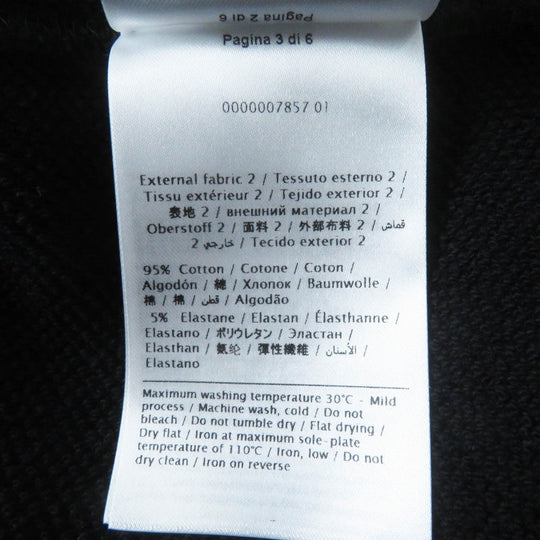 Pagina 2 di 6
Pagina 3 di 6
0000007857 01
External fabric 2 / Tessuto esterno 2 /
Tissu extérieur 2 / Tejido exterior 2 /
表地 2 / внешний материал 2 /
Oberstoff 2 / 面料 2 / 外部布料 2 / قماش
خارجي 2 / Tecido exterior 2
95% Cotton / Cotone / Coton /
Algodón / 綿 / Хлопок / Baumwolle /
棉 / 棉 / قطن / Algodão
5% Elastane / Elastan / Élasthanne /
Elastano / ポリウレタン / Эластан /
Elasthan / 氨纶 / 彈性纖維 / الأستان /
Elastano
Maximum washing temperature 30°C - Mild
process / Machine wash, cold / Do not
bleach / Do not tumble dry / Flat drying /
Dry flat / Iron at maximum sole-plate
temperature of 110°C / Iron, low / Do not
dry clean / Iron on reverse